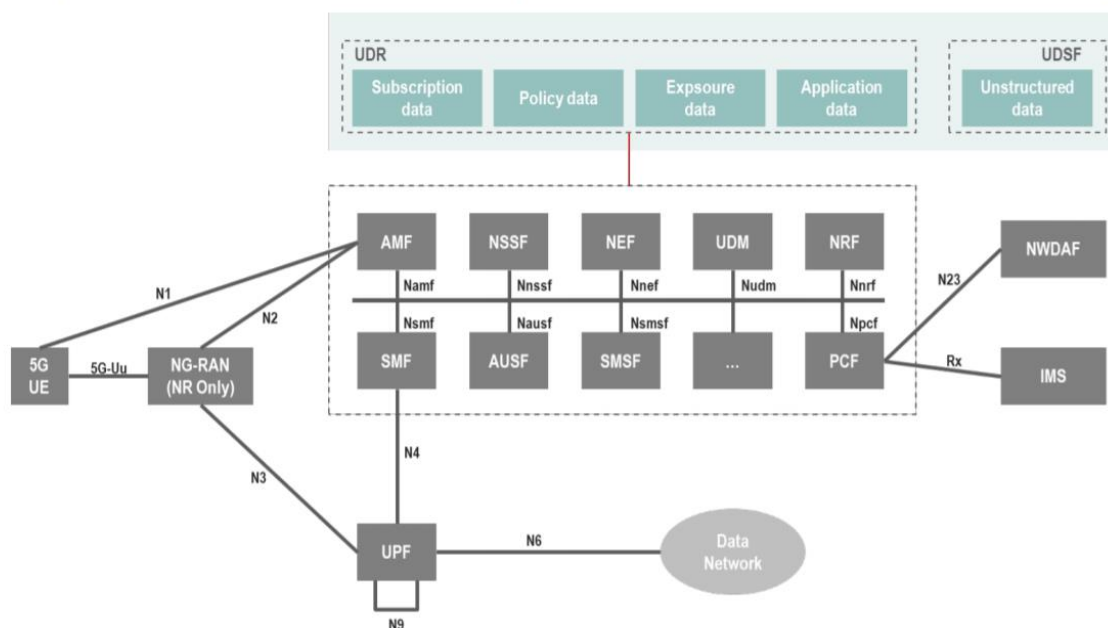 UDR
UDSF
Subscription
data
Policy data
Expsoure
data
Application
data
Unstructured
data
AMF
NSSF
NEF
UDM
NRF
NWDAF
Namf
Nnssf
Nnef
Nudm
Nnrf
N23
N1
N2
Nsmf
Nausf
Nsmsf
Npcf
5G
UE
5G-Uu
NG-RAN
(NR Only)
SMF
AUSF
SMSF
...
PCF
Rx
IMS
N3
N4
UPF
N6
Data
Network
N9